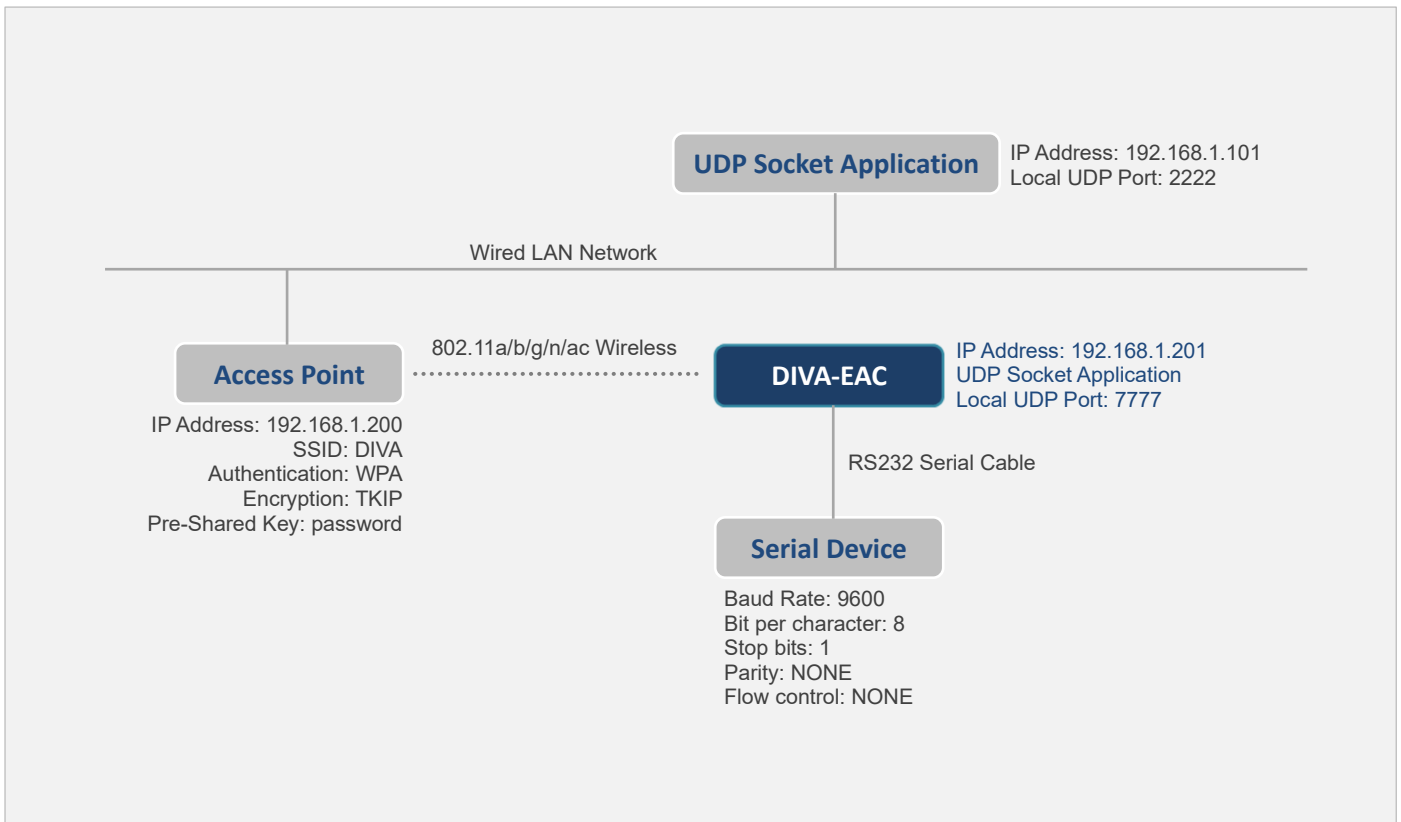 UDP Socket Application
IP Address: 192.168.1.101
Local UDP Port: 2222
Wired LAN Network
Access Point
802.11a/b/g/n/ac Wireless
DIVA-EAC
IP Address: 192.168.1.201
UDP Socket Application
Local UDP Port: 7777
IP Address: 192.168.1.200
SSID: DIVA
Authentication: WPA
Encryption: TKIP
Pre-Shared Key: password
RS232 Serial Cable
Serial Device
Baud Rate: 9600
Bit per character: 8
Stop bits: 1
Parity: NONE
Flow control: NONE